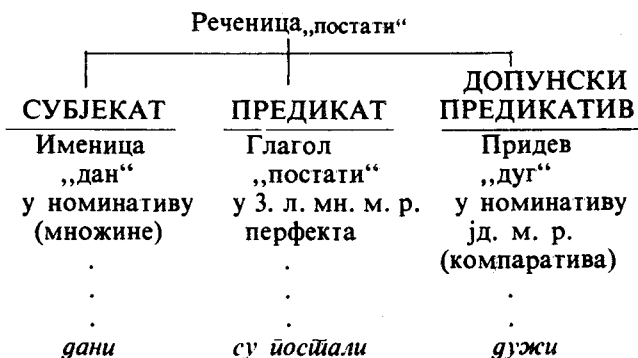 Реченица„постати“
СУБЈЕКАТ ПРЕДИКАТ ДОПУНСКИ ПРЕДИКАТИВ
Именица Глагол Придев
„дан“ „постати“ „дуг“
у номинативу у 3. л. мн. м. р. у номинативу
(множине) перфекта јд. м. р.
(компаратива)
. . .
. . .
. . .
дани су постали дужи